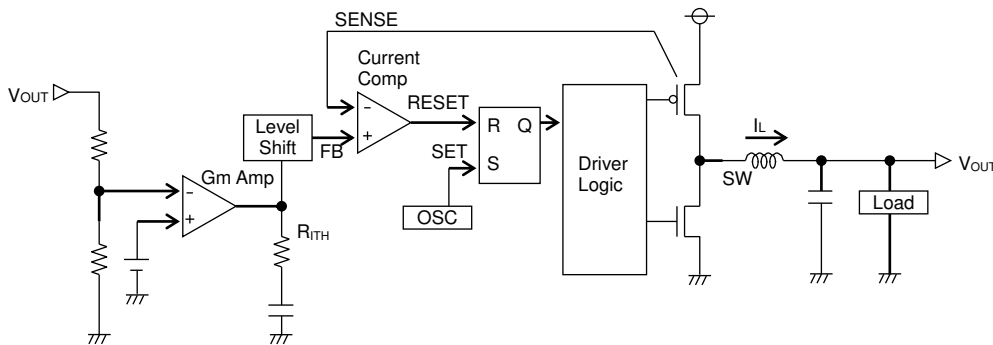 SENSE
Current
Comp
VOUT
RESET
Level
Shift
FB
R Q
SET
S
Gm Amp
Driver
Logic
IL
SW
VOUT
OSC
Load
RITH
-
+
-
+